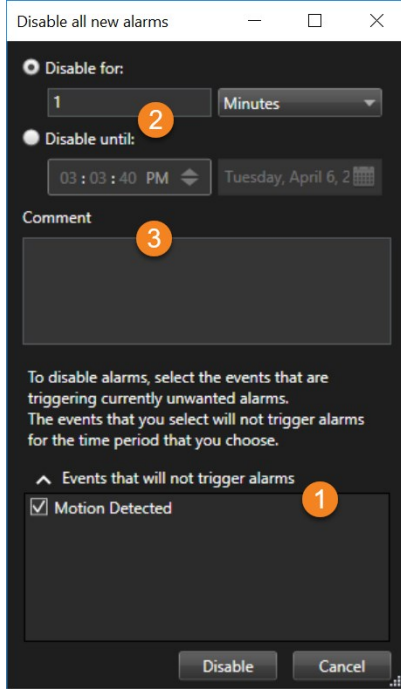 Disable all new alarms
Disable for:
1 Minutes
2
Disable until:
03:03:40 PM Tuesday, April 6, 2
Comment
3
To disable alarms, select the events that are
triggering currently unwanted alarms.
The events that you select will not trigger alarms
for the time period that you choose.
Events that will not trigger alarms
1
Motion Detected
Disable Cancel